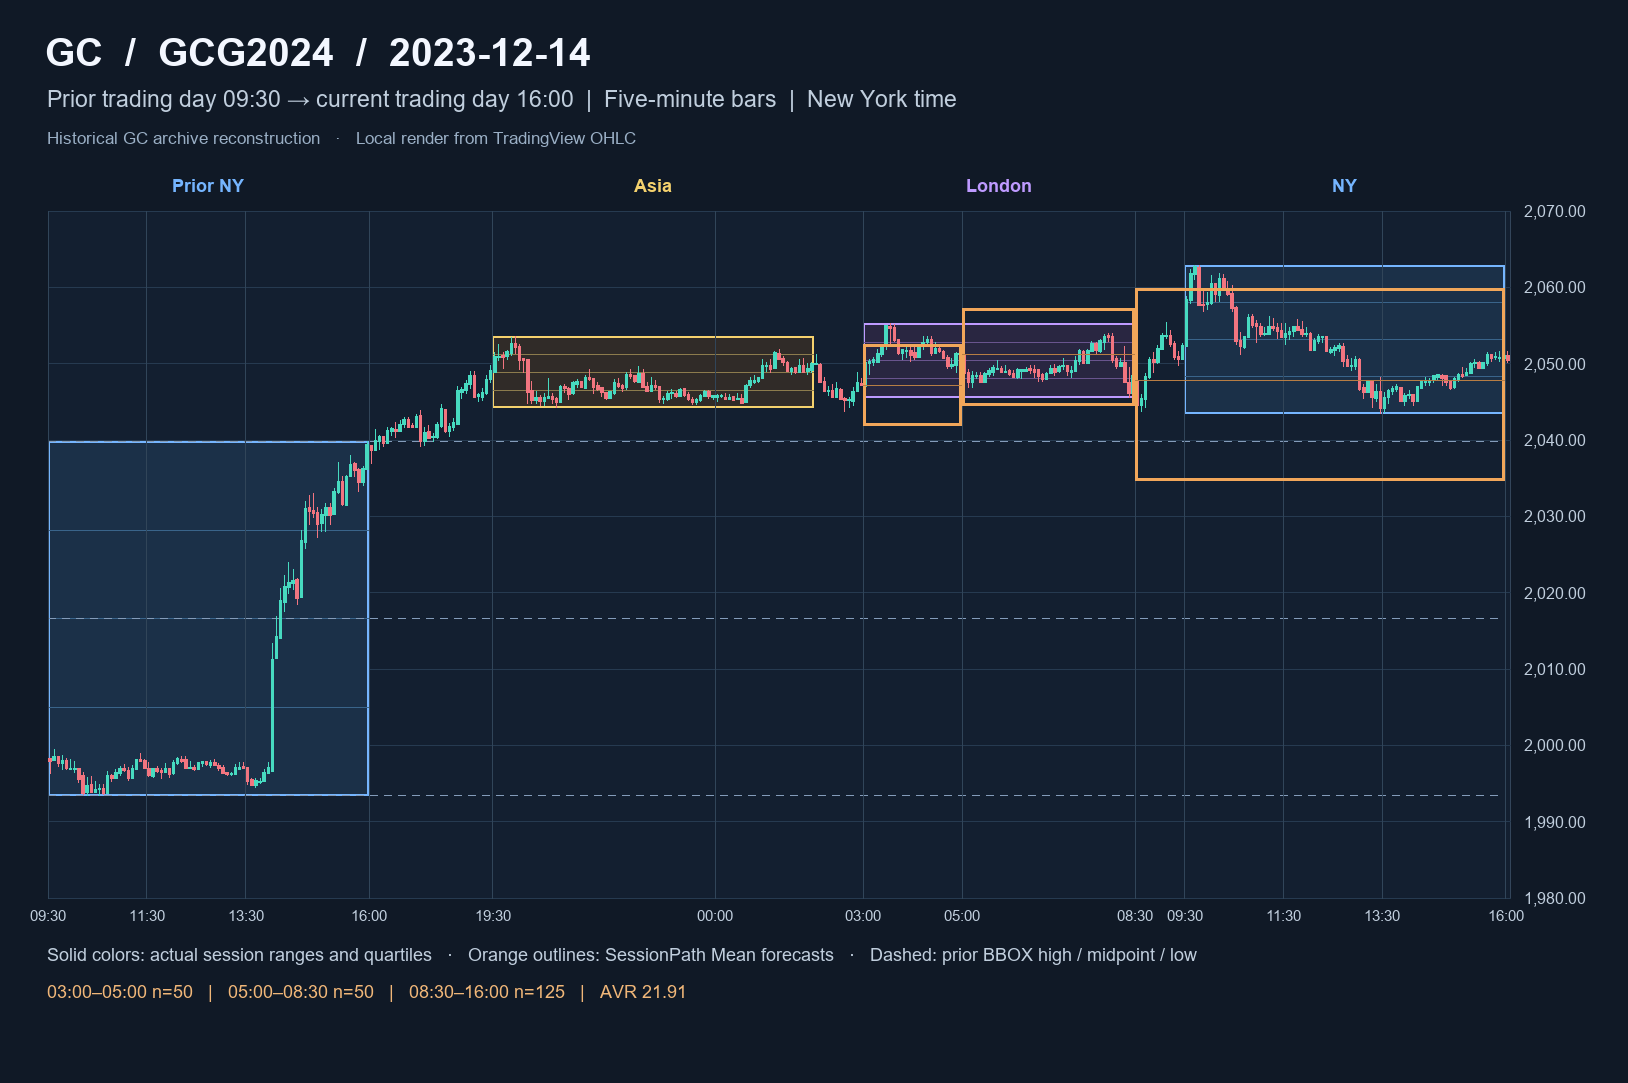 GC / GCG2024 / 2023-12-14
Prior trading day 09:30 → current trading day 16:00 | Five-minute bars | New York time
Historical GC archive reconstruction · Local render from TradingView OHLC
Prior NY Asia London NY
2,070.00
2,060.00
2,050.00
2,040.00
2,030.00
2,020.00
2,010.00
2,000.00
1,990.00
1,980.00
09:30 11:30 13:30 16:00 19:30 00:00 03:00 05:00 08:30 09:30 11:30 13:30 16:00
Solid colors: actual session ranges and quartiles · Orange outlines: SessionPath Mean forecasts · Dashed: prior BBOX high / midpoint / low
03:00–05:00 n=50 | 05:00–08:30 n=50 | 08:30–16:00 n=125 | AVR 21.91